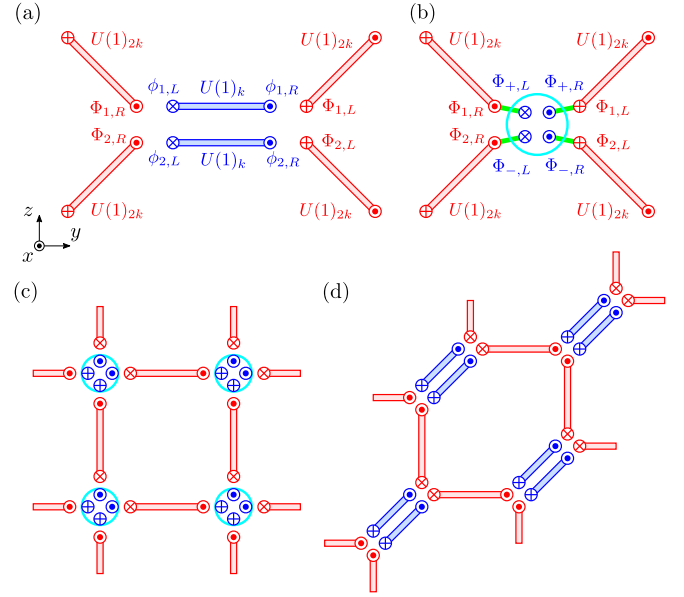 (a)
(b)
U(1)_{2k} U(1)_{2k} U(1)_{2k} U(1)_{2k}
ϕ_{1,L} U(1)_k ϕ_{1,R} Φ_{+,L} Φ_{+,R}
Φ_{1,R} Φ_{1,L} Φ_{1,R} Φ_{1,L}
Φ_{2,R} Φ_{2,L} Φ_{2,R} Φ_{2,L}
ϕ_{2,L} U(1)_k ϕ_{2,R} Φ_{-,L} Φ_{-,R}
U(1)_{2k} U(1)_{2k} U(1)_{2k} U(1)_{2k}
z
y
x
(c)
(d)